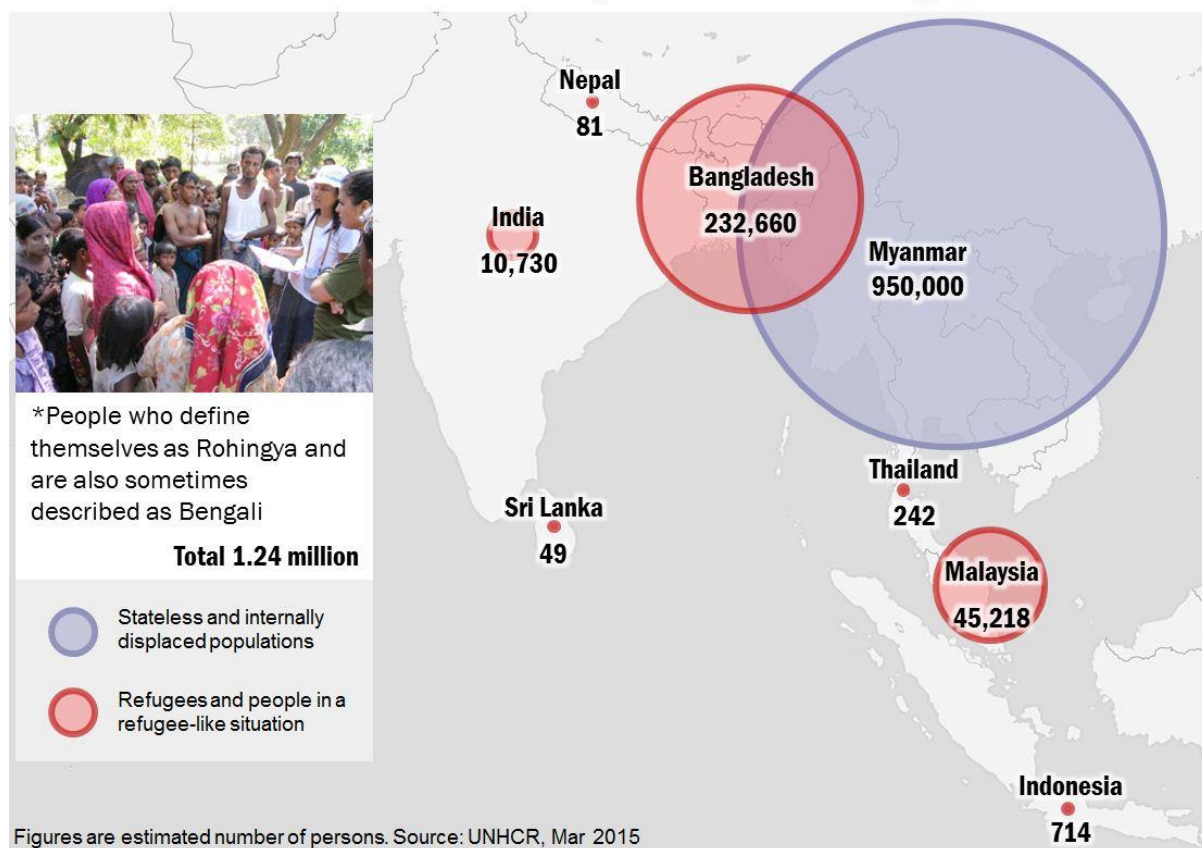 Nepal
81
Bangladesh
232,660
India
10,730
Myanmar
950,000
*People who define
themselves as Rohingya and
are also sometimes
described as Bengali
Total 1.24 million
Stateless and internally
displaced populations
Refugees and people in a
refugee-like situation
Sri Lanka
49
Thailand
242
Malaysia
45,218
Indonesia
714
Figures are estimated number of persons. Source: UNHCR, Mar 2015